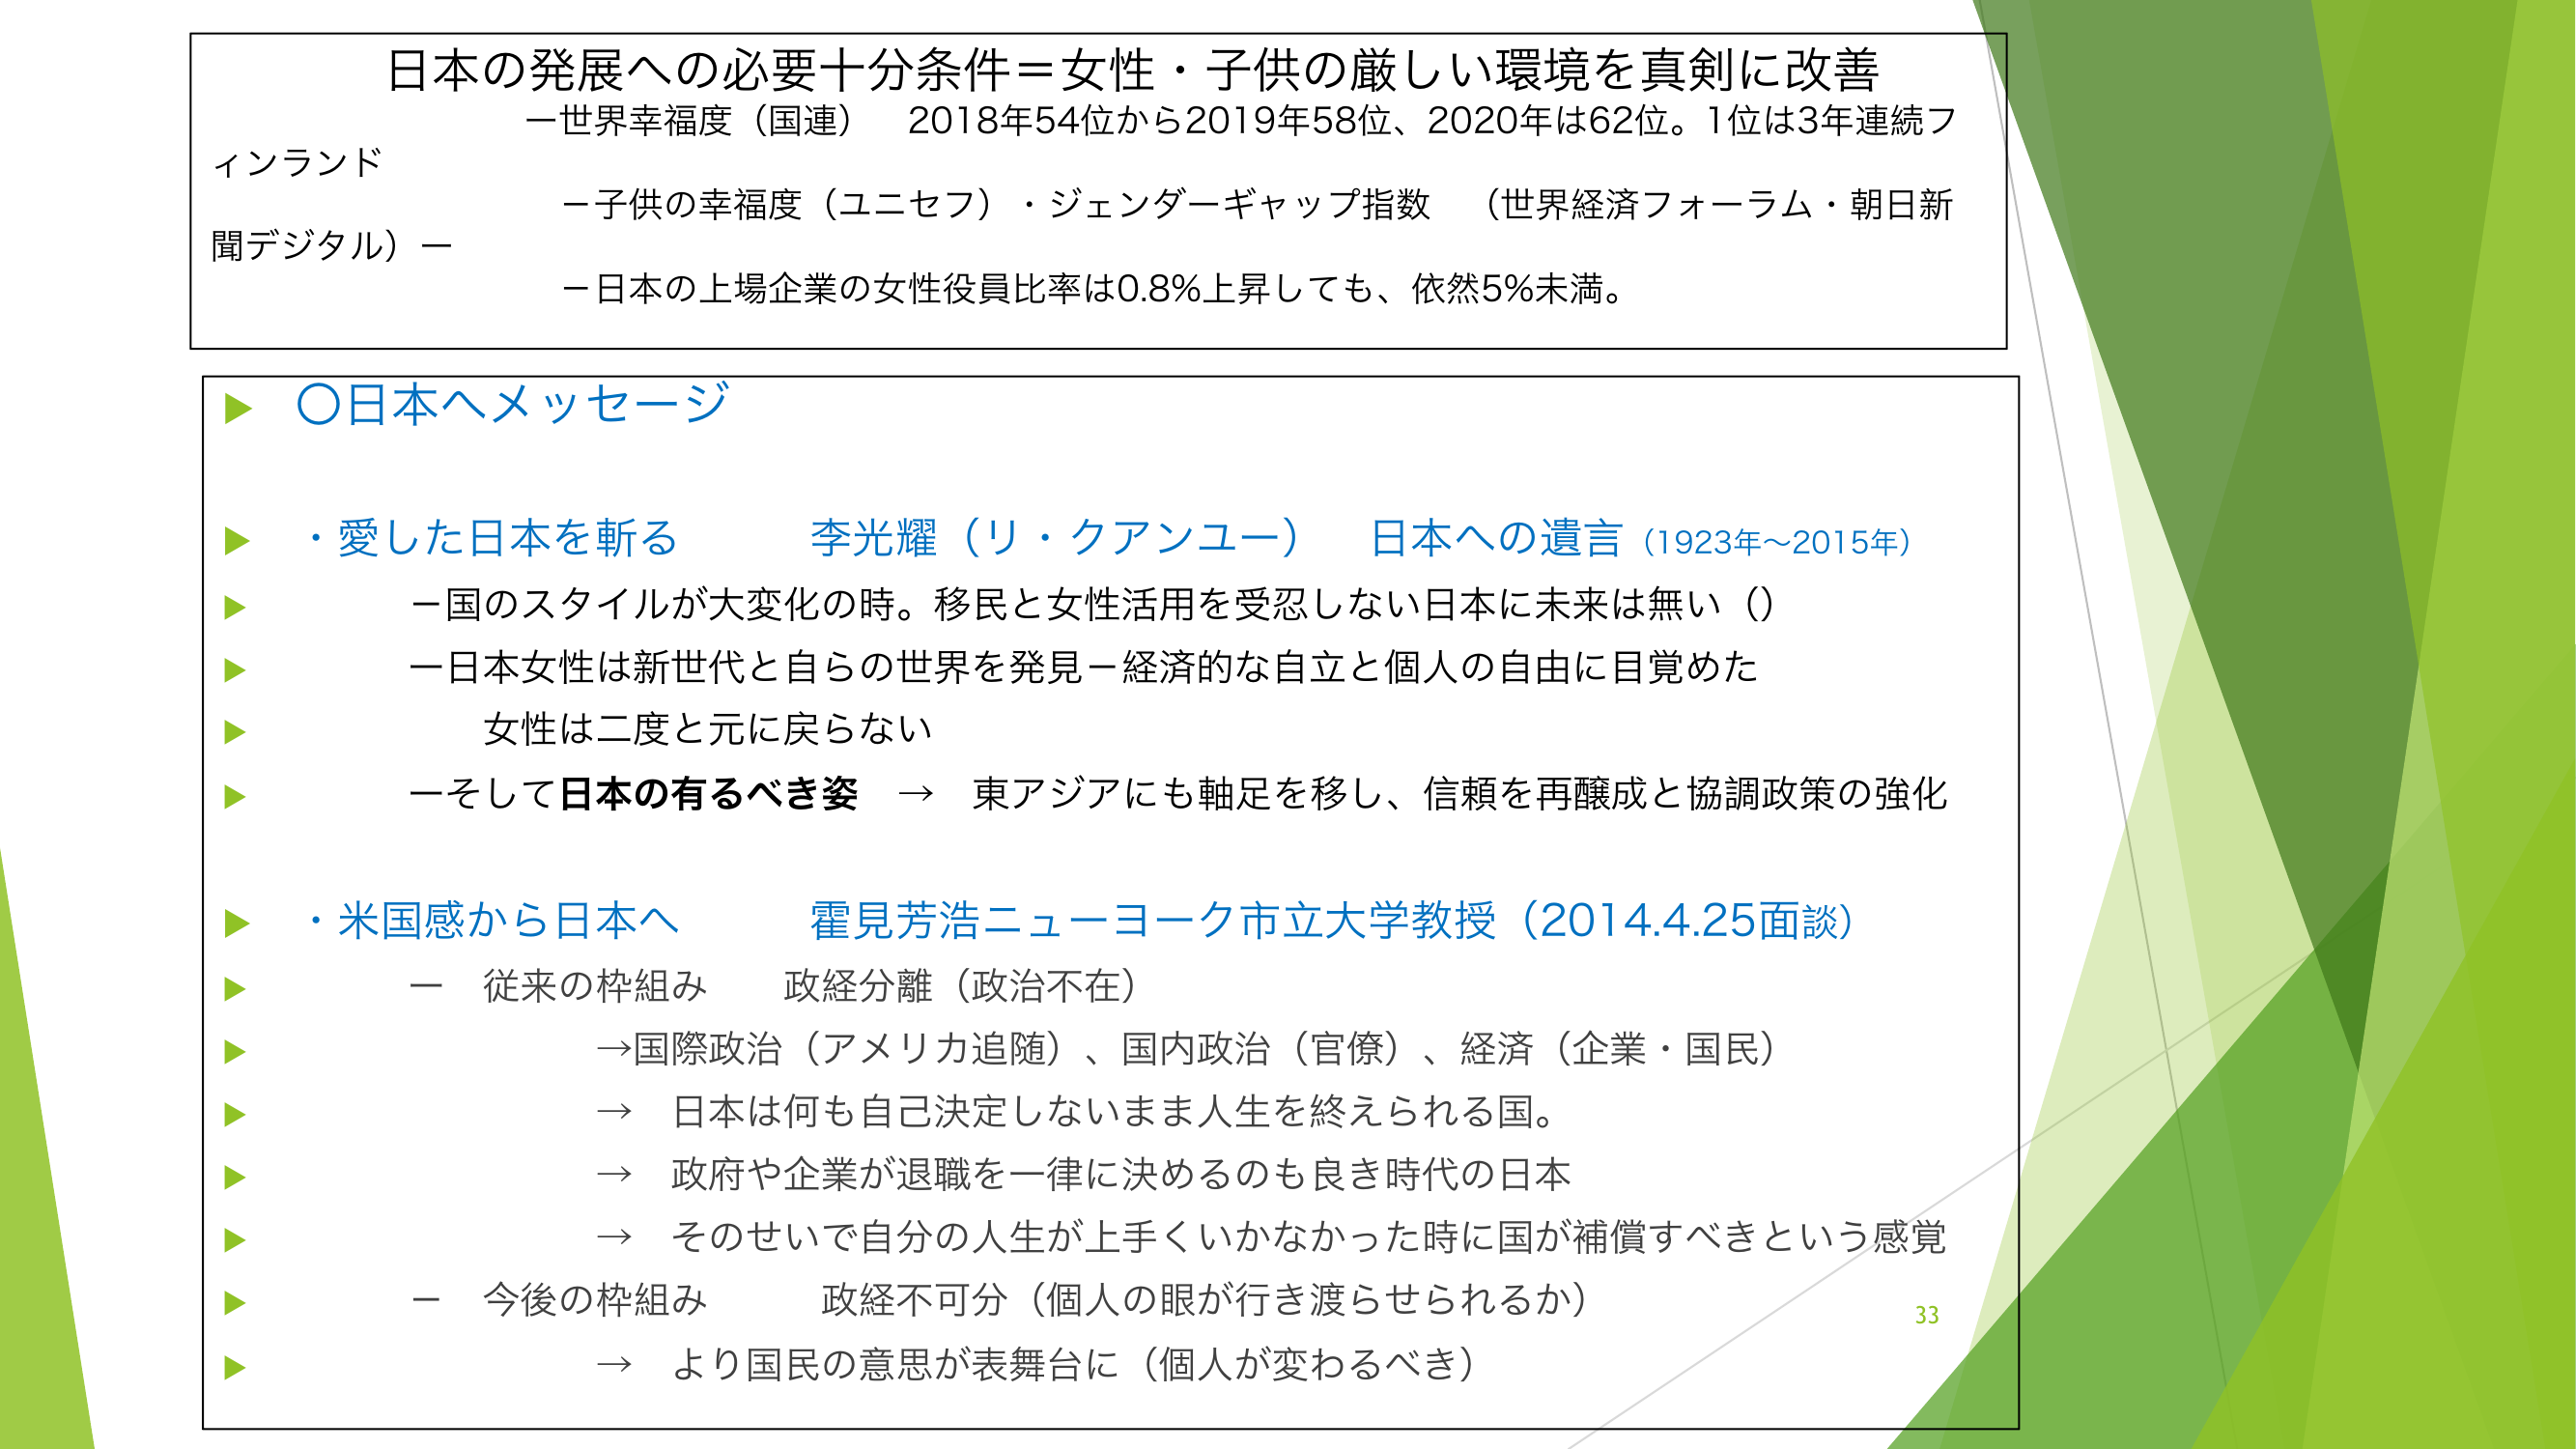 日本の発展への必要十分条件＝女性・子供の厳しい環境を真剣に改善
ー世界幸福度（国連）　2018年54位から2019年58位、2020年は62位。1位は3年連続フ
ィンランド
－子供の幸福度（ユニセフ）・ジェンダーギャップ指数　（世界経済フォーラム・朝日新
聞デジタル）ー
－日本の上場企業の女性役員比率は0.8%上昇しても、依然5%未満。
〇日本へメッセージ
・愛した日本を斬る　　　李光耀（リ・クアンユー）　日本への遺言（1923年～2015年）
－国のスタイルが大変化の時。移民と女性活用を受忍しない日本に未来は無い（）
ー日本女性は新世代と自らの世界を発見－経済的な自立と個人の自由に目覚めた
女性は二度と元に戻らない
ーそして日本の有るべき姿　→　東アジアにも軸足を移し、信頼を再醸成と協調政策の強化
・米国感から日本へ　　　霍見芳浩ニューヨーク市立大学教授（2014.4.25面談）
ー　従来の枠組み　　政経分離（政治不在）
→国際政治（アメリカ追随）、国内政治（官僚）、経済（企業・国民）
→　日本は何も自己決定しないまま人生を終えられる国。
→　政府や企業が退職を一律に決めるのも良き時代の日本
→　そのせいで自分の人生が上手くいかなかった時に国が補償すべきという感覚
－　今後の枠組み　　　政経不可分（個人の眼が行き渡らせられるか）
33
→　より国民の意思が表舞台に（個人が変わるべき）